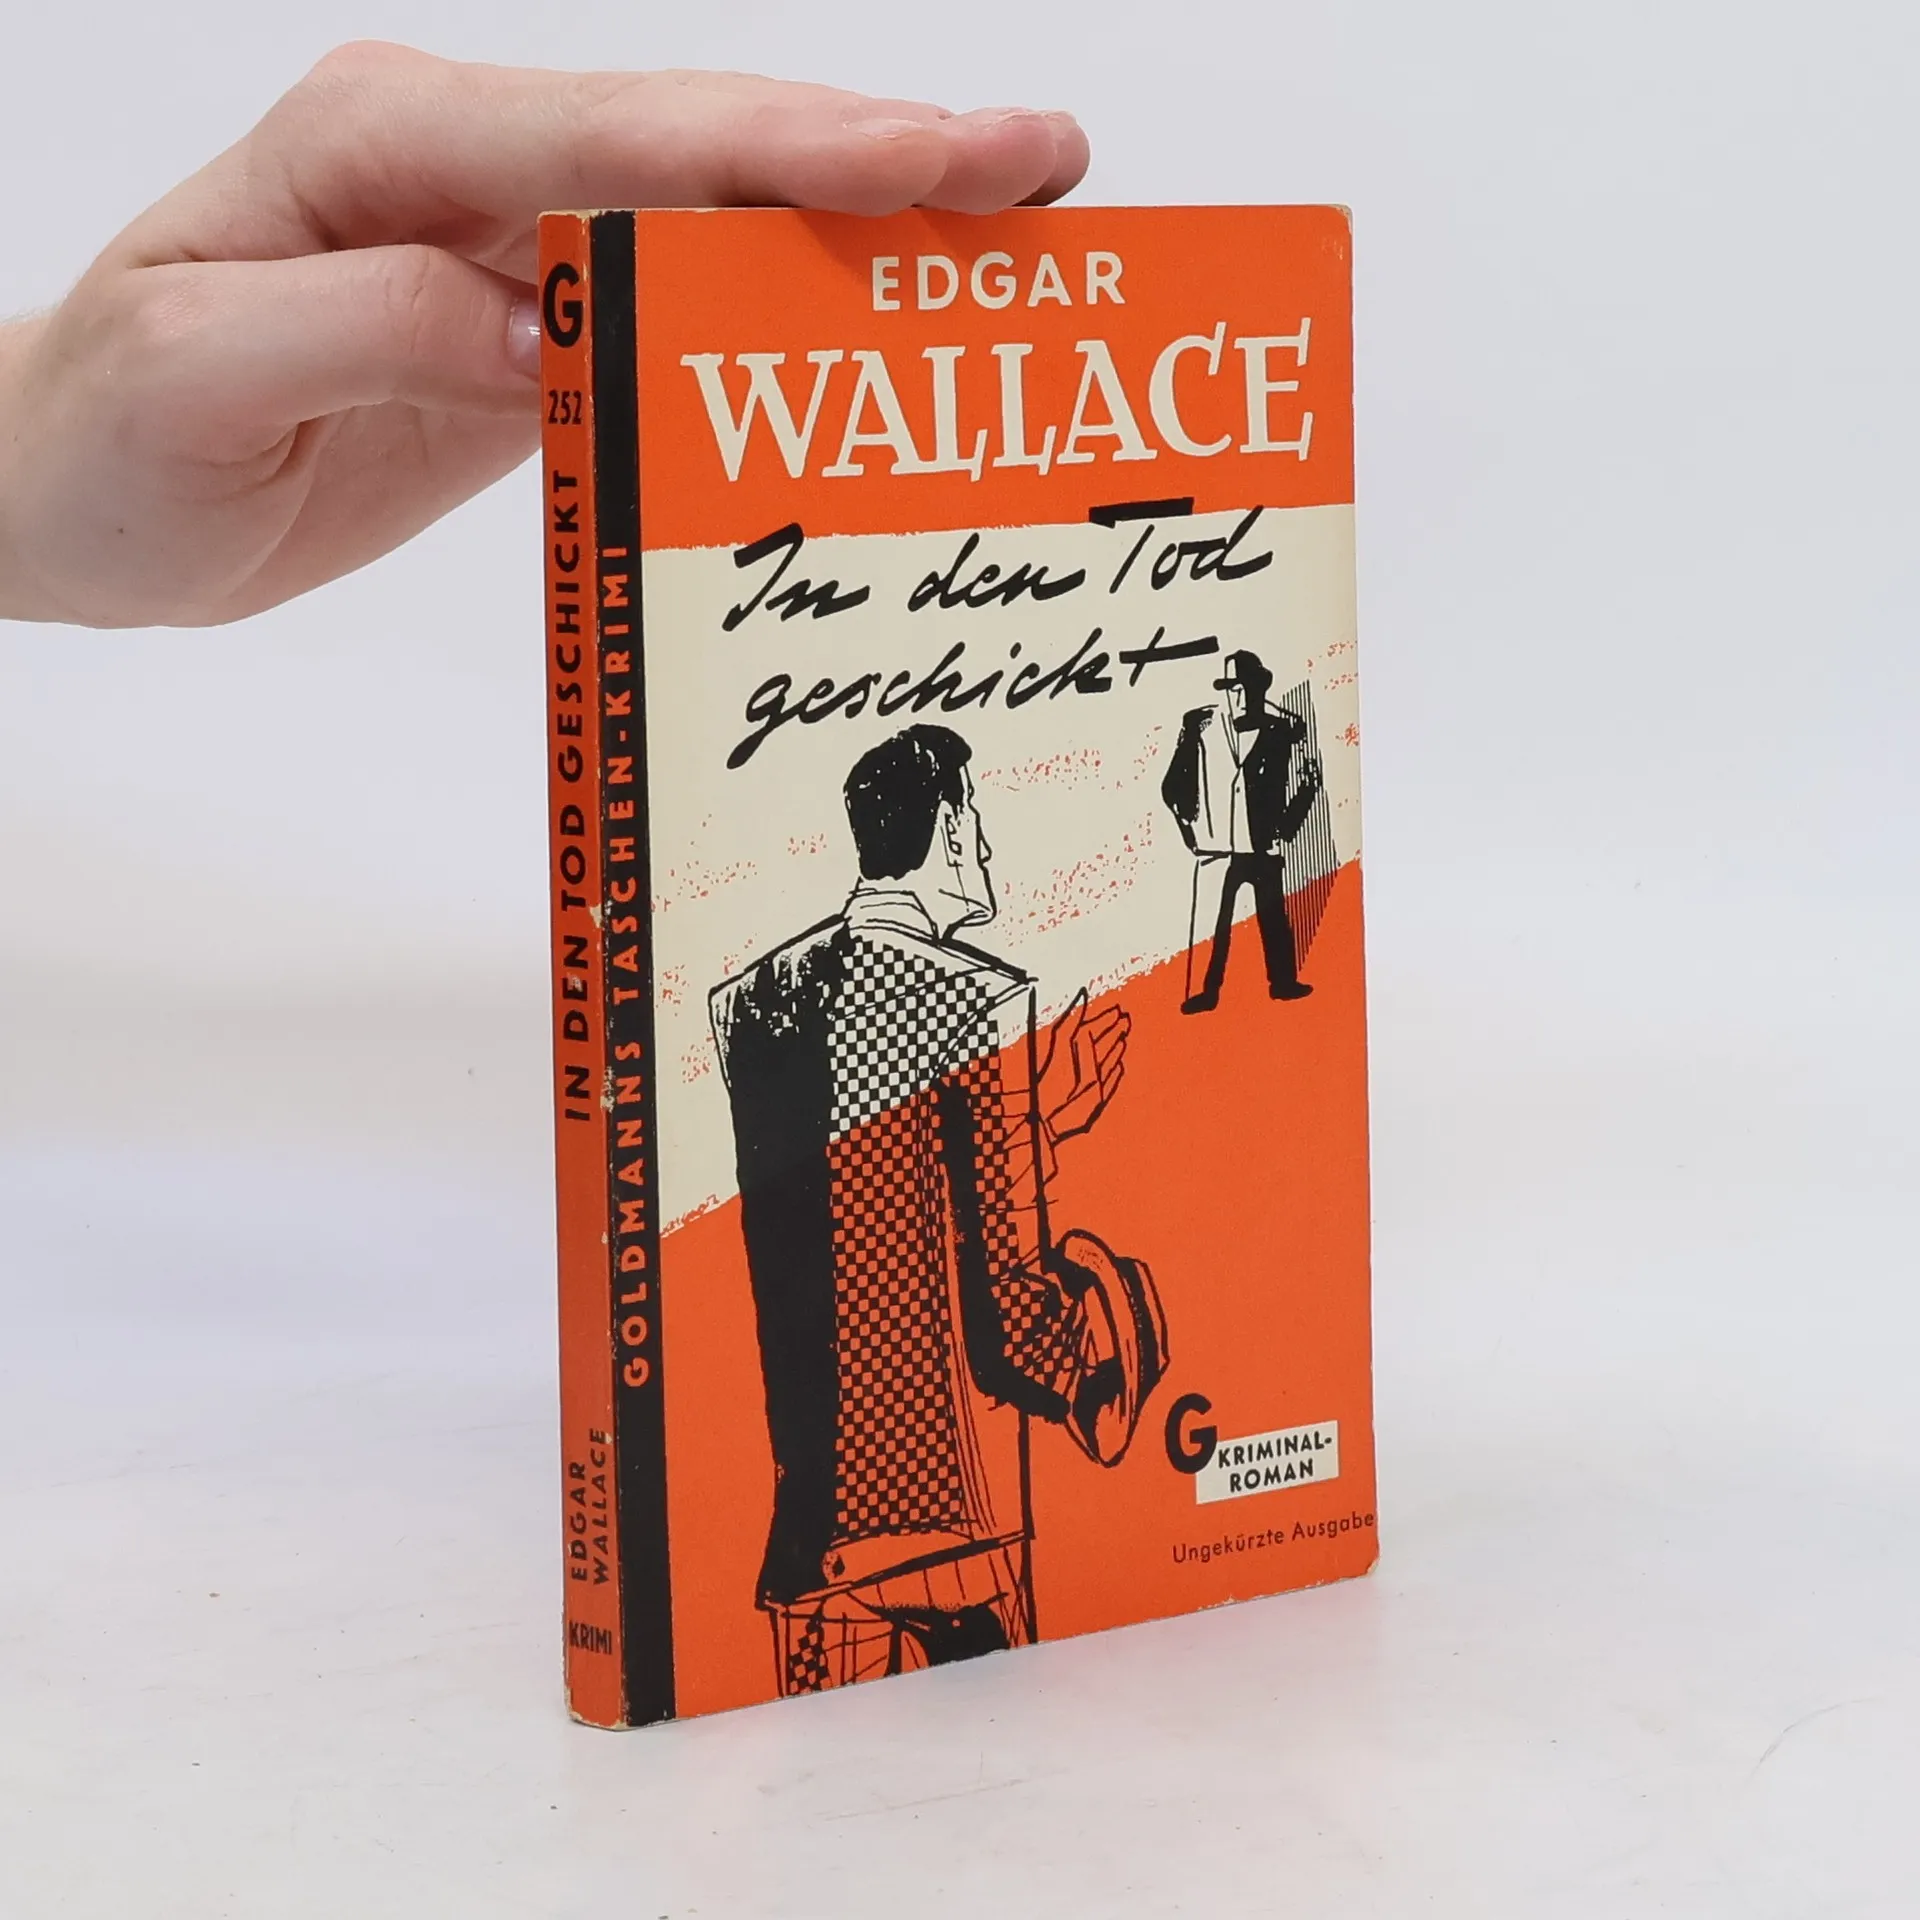 G
252
IN DEN TOD GESCHICKT
EDGAR
WALLACE
KRIMI
GOLDMANNS TASCHEN-KRIMI
EDGAR
WALLACE
In den Tod
geschickt
G
KRIMINAL-
ROMAN
Ungekürzte Ausgabe